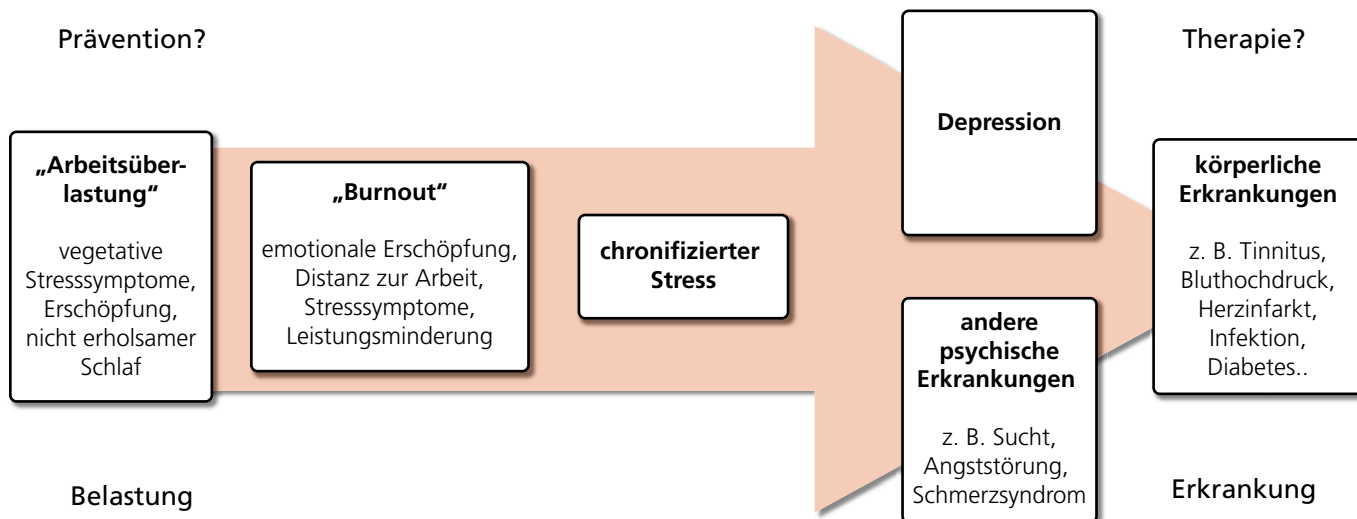 Prävention?
Therapie?
„Arbeitsüber-
lastung“
vegetative
Stresssymptome,
Erschöpfung,
nicht erholsamer
Schlaf
„Burnout“
emotionale Erschöpfung,
Distanz zur Arbeit,
Stresssymptome,
Leistungsminderung
chronifizierter
Stress
Depression
andere
psychische
Erkrankungen
z. B. Sucht,
Angststörung,
Schmerzsyndrom
körperliche
Erkrankungen
z. B. Tinnitus,
Bluthochdruck,
Herzinfarkt,
Infektion,
Diabetes..
Belastung
Erkrankung